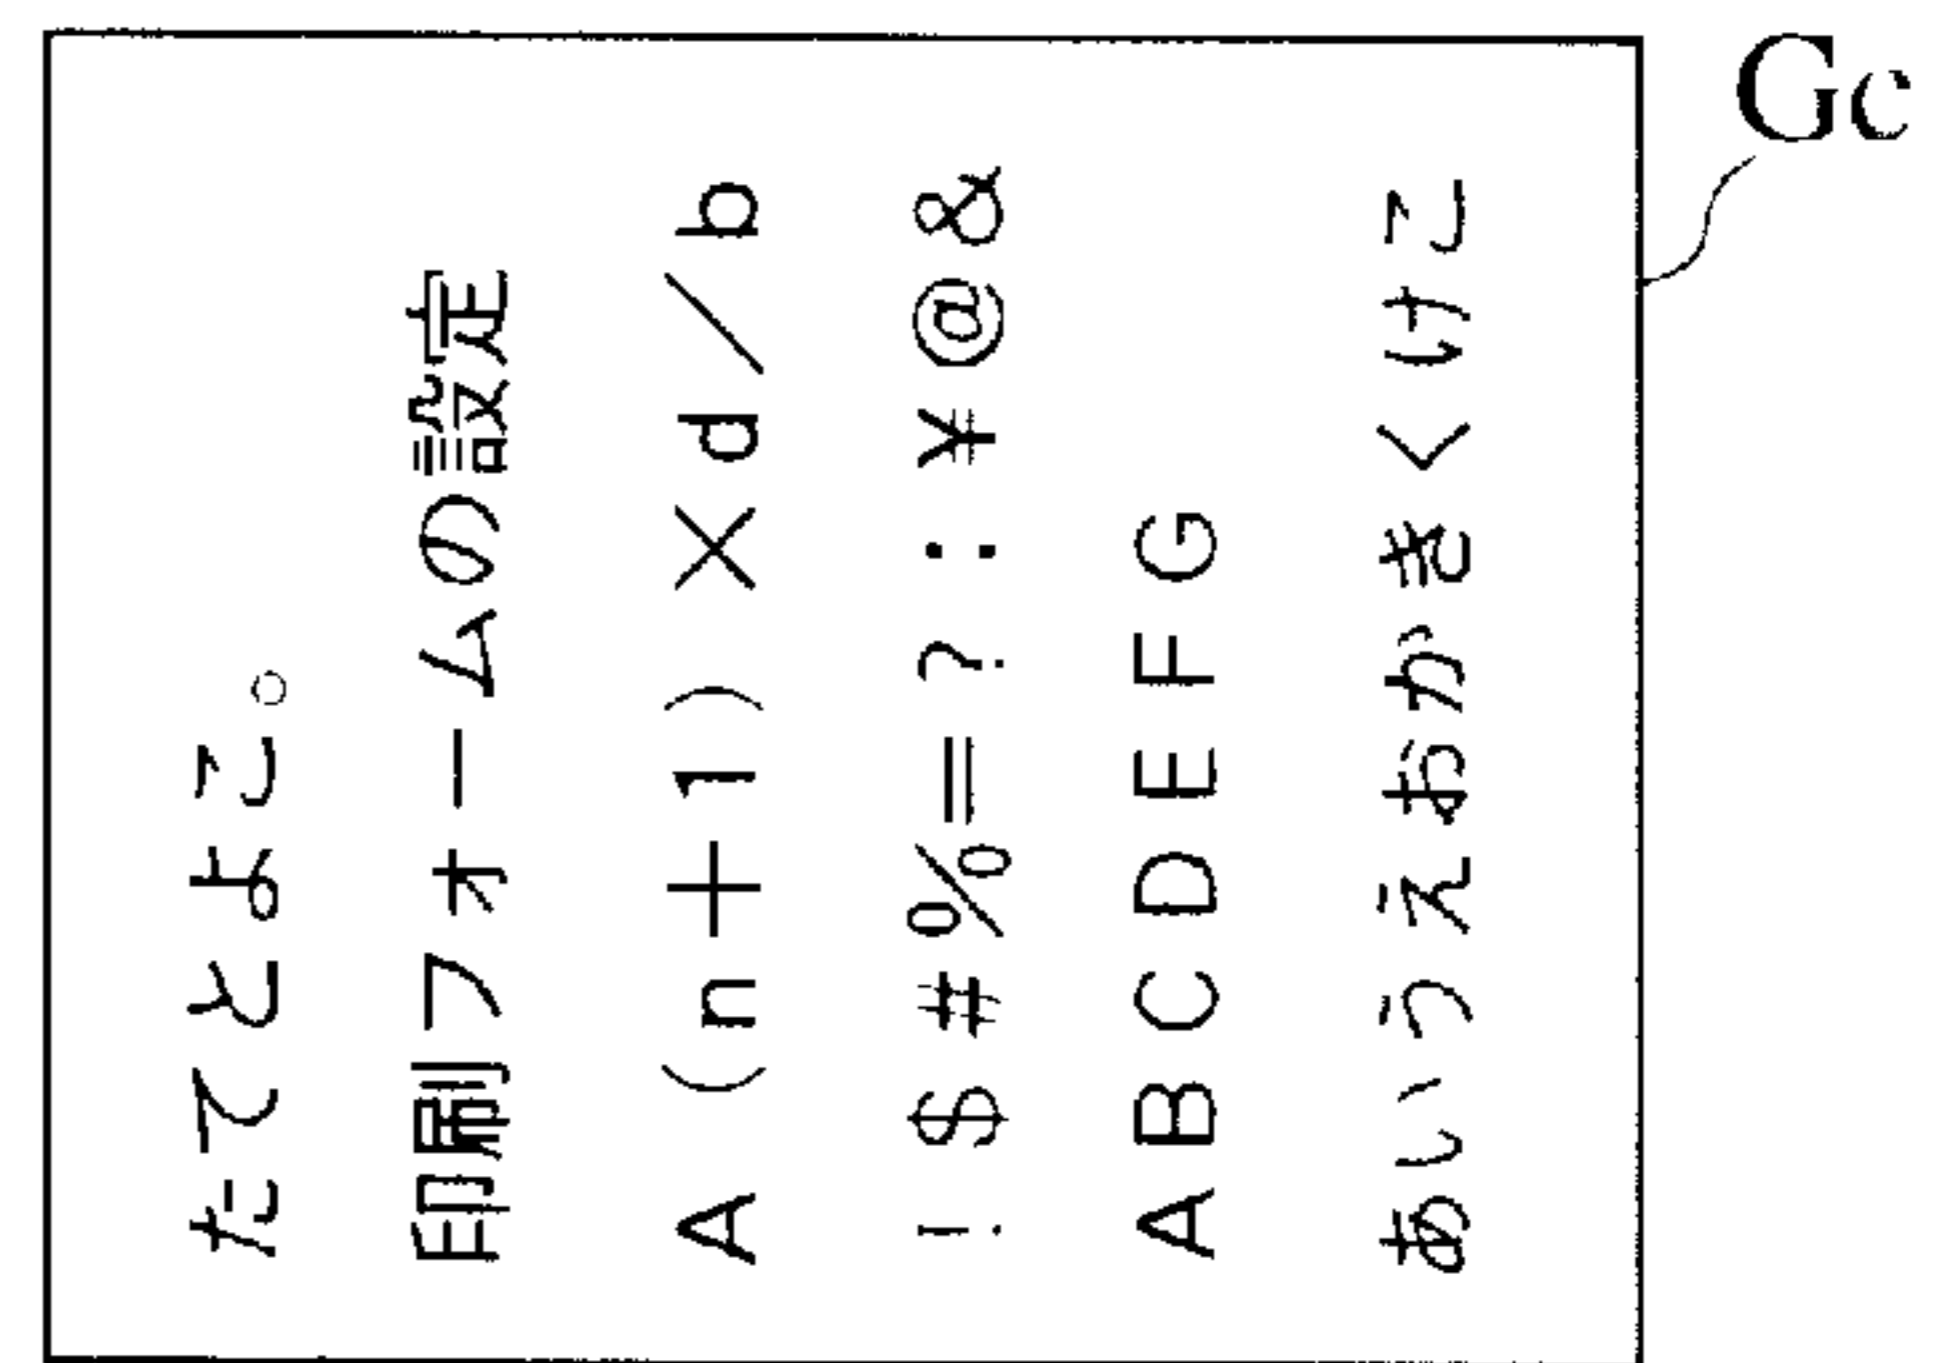 たてとよこ。
印刷フォームの設定
A(n+1)×d/b
!$#%=?:¥@&
ABCDEFG
あいうえおかきくけこ
Gc